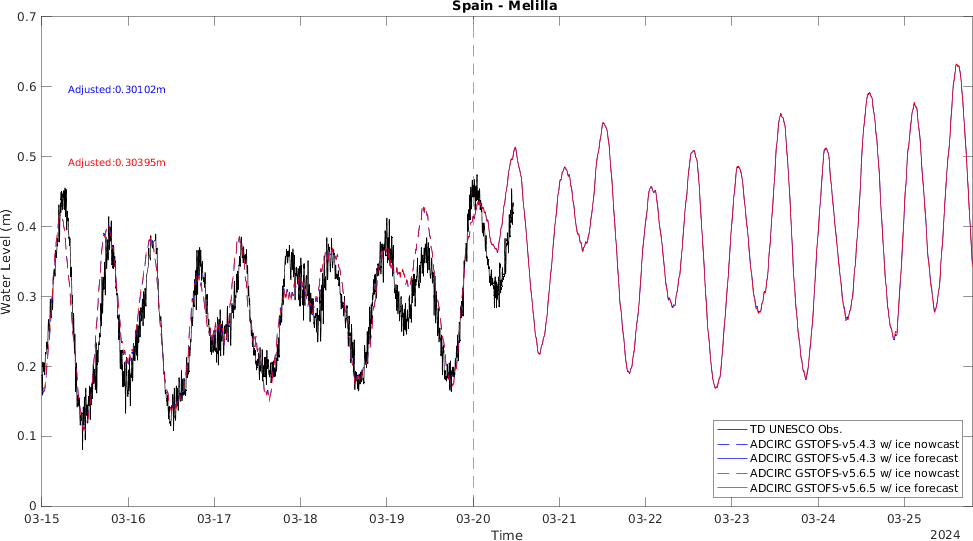 Spain - Melilla
0.7
0.6
0.5
0.4
0.3
0.2
0.1
0
Water Level (m)
Adjusted:0.30102m
Adjusted:0.30395m
TD UNESCO Obs.
ADCIRC GSTOFS-v5.4.3 w/ ice nowcast
ADCIRC GSTOFS-v5.4.3 w/ ice forecast
ADCIRC GSTOFS-v5.6.5 w/ ice nowcast
ADCIRC GSTOFS-v5.6.5 w/ ice forecast
03-15 03-16 03-17 03-18 03-19 03-20 03-21 03-22 03-23 03-24 03-25
Time
2024